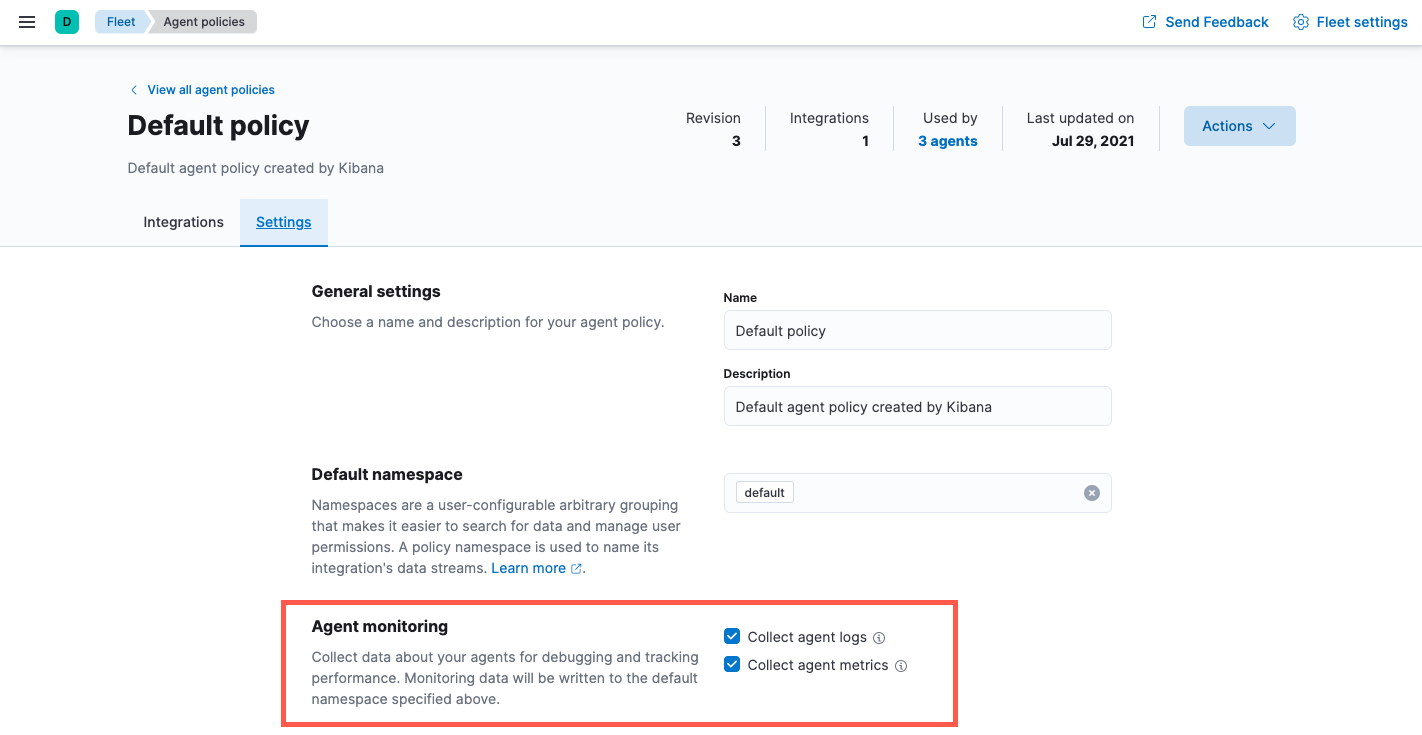 D Fleet Agent policies Send Feedback Fleet settings
View all agent policies
Default policy
Default agent policy created by Kibana
Revision
3
Integrations
1
Used by
3 agents
Last updated on
Jul 29, 2021
Actions
Integrations Settings
General settings
Choose a name and description for your agent policy.
Name
Default policy
Description
Default agent policy created by Kibana
Default namespace
Namespaces are a user-configurable arbitrary grouping
that makes it easier to search for data and manage user
permissions. A policy namespace is used to name its
integration's data streams. Learn more.
default
Agent monitoring
Collect data about your agents for debugging and tracking
performance. Monitoring data will be written to the default
namespace specified above.
Collect agent logs
Collect agent metrics